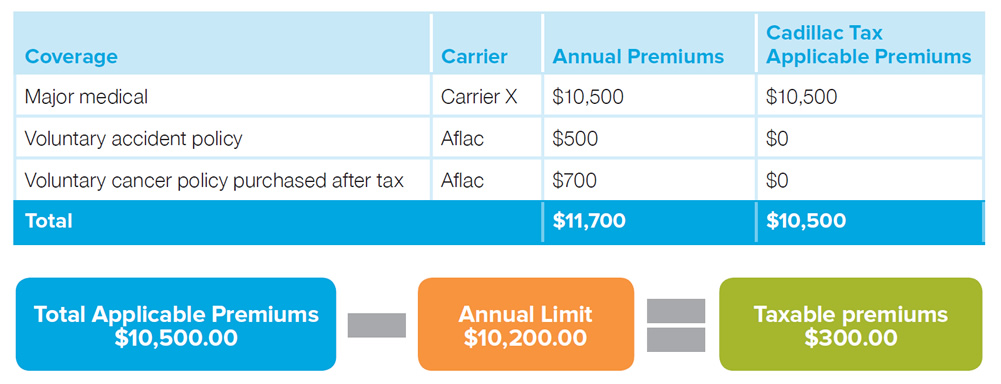 Coverage Carrier Annual Premiums Cadillac Tax Applicable Premiums
Major medical Carrier X $10,500 $10,500
Voluntary accident policy Aflac $500 $0
Voluntary cancer policy purchased after tax Aflac $700 $0
Total $11,700 $10,500
Total Applicable Premiums
$10,500.00
Annual Limit
$10,200.00
Taxable premiums
$300.00